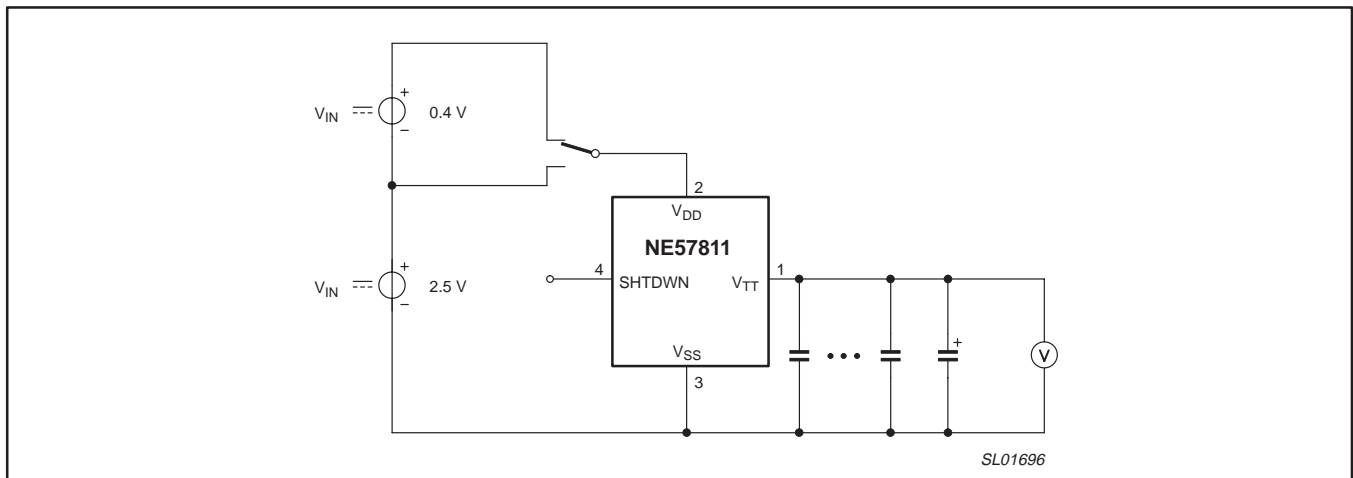 V_IN + 0.4 V −
2
V_DD
NE57811
V_IN + 2.5 V −
4 SHTDWN V_TT 1
+
V
V_SS
3
SL01696